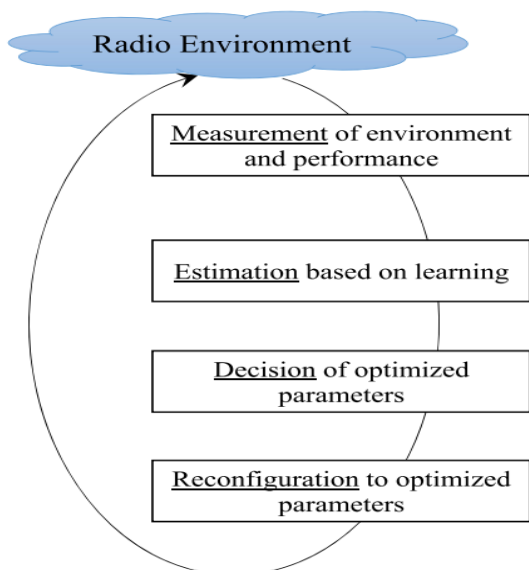 Radio Environment
Measurement of environment
and performance
Estimation based on learning
Decision of optimized
parameters
Reconfiguration to optimized
parameters